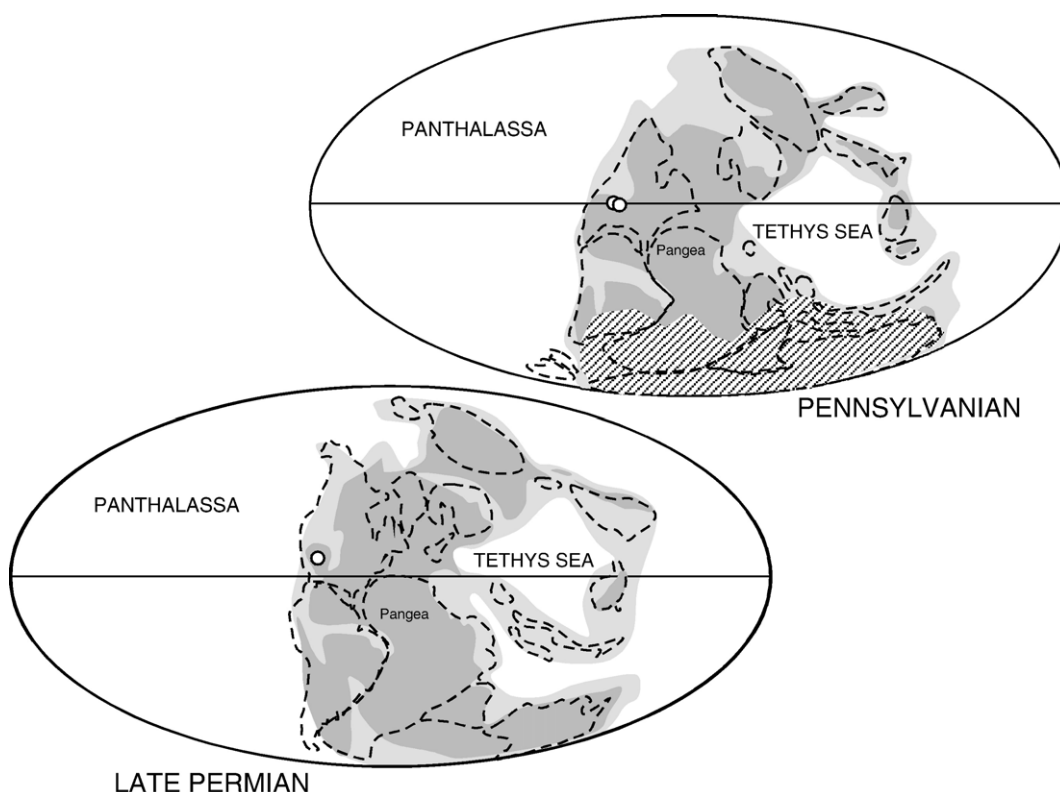 PANTHALASSA
TETHYS SEA
Pangea
PENNSYLVANIAN
PANTHALASSA
TETHYS SEA
Pangea
LATE PERMIAN